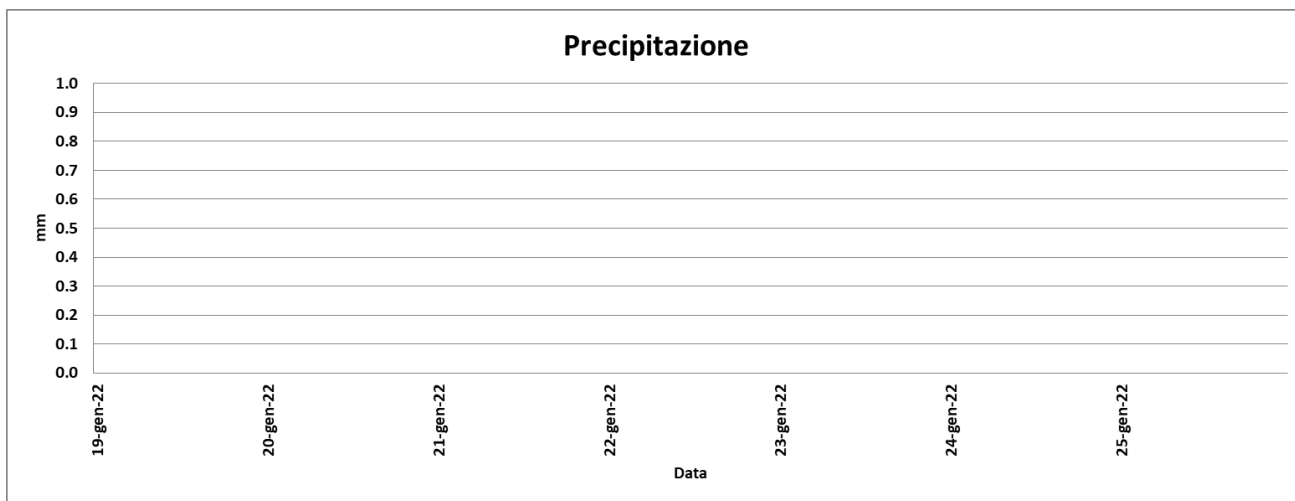 Precipitazione
1.0
0.9
0.8
0.7
0.6
0.5
0.4
0.3
0.2
0.1
0.0
mm
19-gen-22
20-gen-22
21-gen-22
22-gen-22
23-gen-22
24-gen-22
25-gen-22
Data